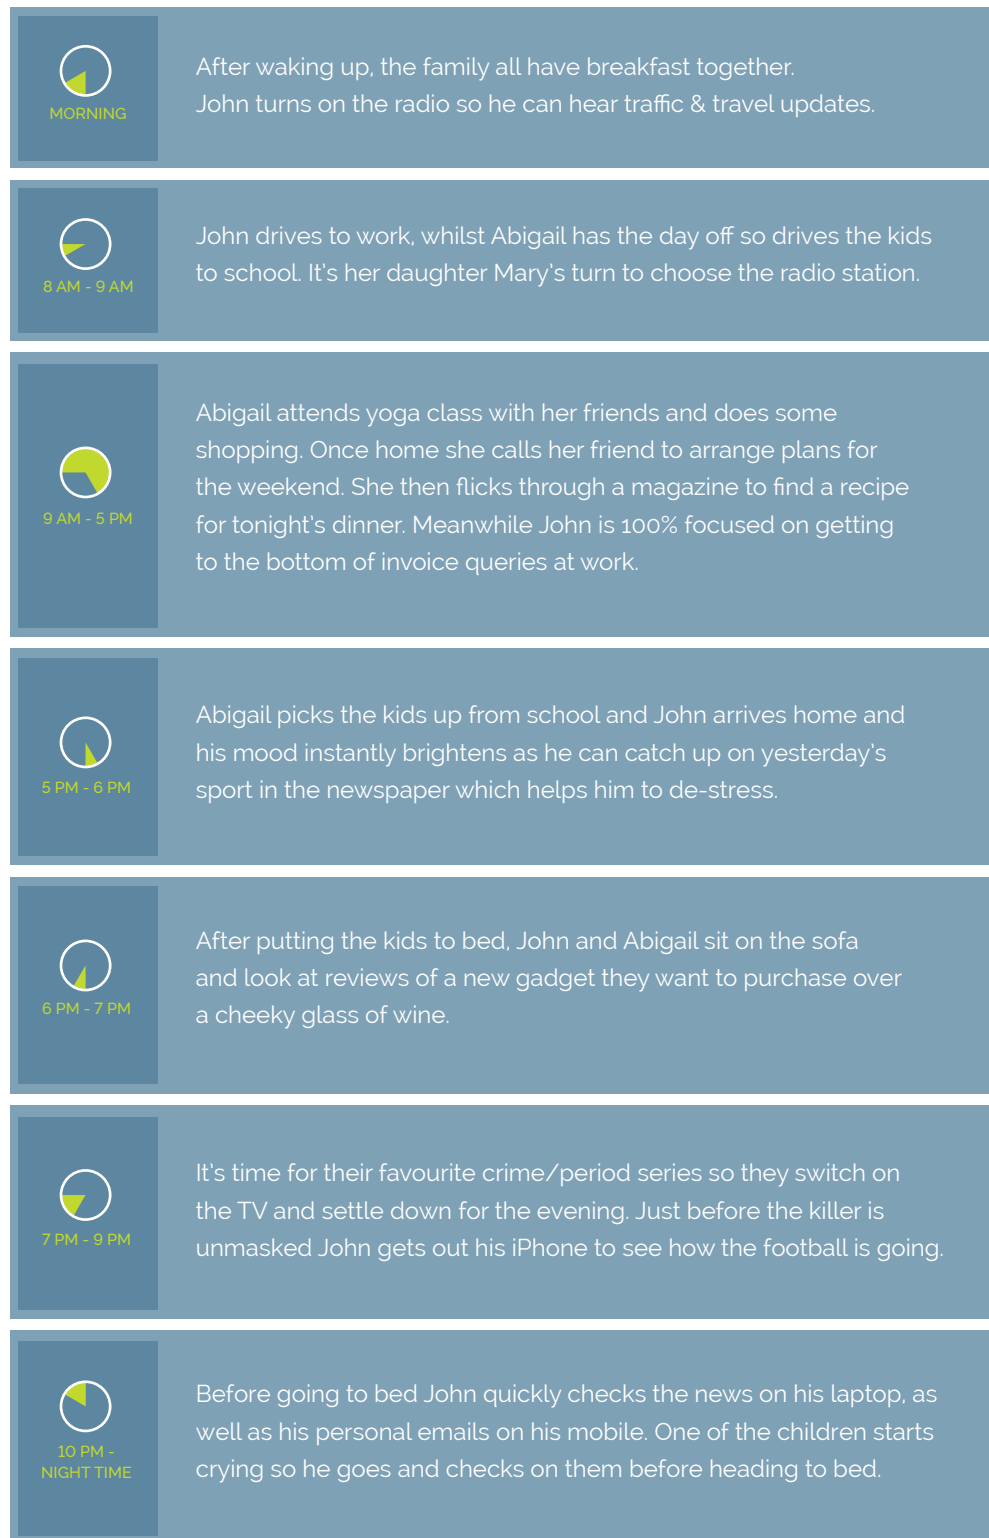 MORNING
After waking up, the family all have breakfast together.
John turns on the radio so he can hear traffic & travel updates.
8 AM - 9 AM
John drives to work, whilst Abigail has the day off so drives the kids
to school. It's her daughter Mary's turn to choose the radio station.
9 AM - 5 PM
Abigail attends yoga class with her friends and does some
shopping. Once home she calls her friend to arrange plans for
the weekend. She then flicks through a magazine to find a recipe
for tonight's dinner. Meanwhile John is 100% focused on getting
to the bottom of invoice queries at work.
5 PM - 6 PM
Abigail picks the kids up from school and John arrives home and
his mood instantly brightens as he can catch up on yesterday's
sport in the newspaper which helps him to de-stress.
6 PM - 7 PM
After putting the kids to bed, John and Abigail sit on the sofa
and look at reviews of a new gadget they want to purchase over
a cheeky glass of wine.
7 PM - 9 PM
It's time for their favourite crime/period series so they switch on
the TV and settle down for the evening. Just before the killer is
unmasked John gets out his iPhone to see how the football is going.
10 PM -
NIGHT TIME
Before going to bed John quickly checks the news on his laptop, as
well as his personal emails on his mobile. One of the children starts
crying so he goes and checks on them before heading to bed.